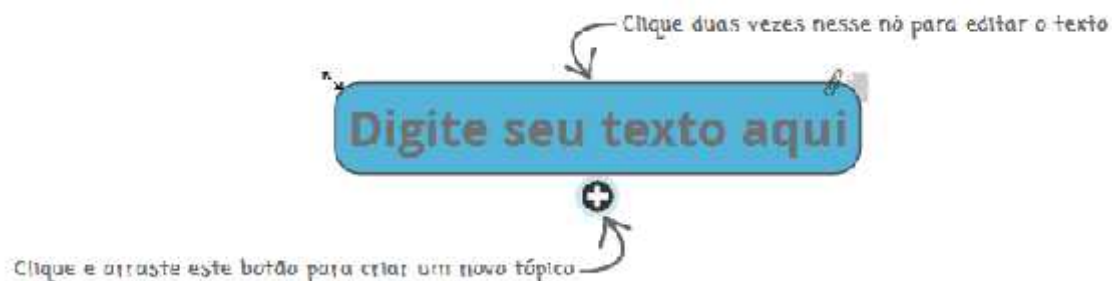 Clique duas vezes nesse nó para editar o texto
Digite seu texto aqui
Clique e arraste este botão para criar um novo tópico